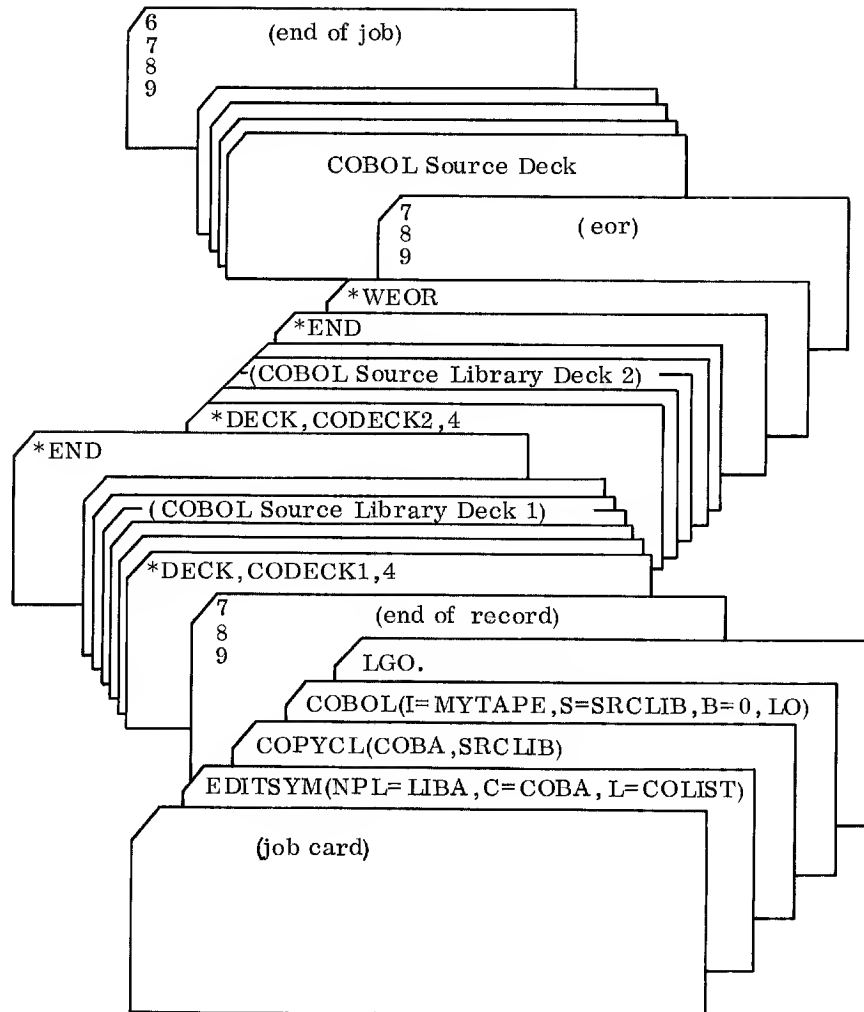 6
(end of job)
7
8
9
COBOL Source Deck
7
(eor)
8
9
*WEOR
*END
(COBOL Source Library Deck 2)
*DECK,CODECK2,4
*END
(COBOL Source Library Deck 1)
*DECK,CODECK1,4
7
(end of record)
8
9
LGO.
COBOL(I=MYTAPE,S=SRCLIB,B=0, LO)
COPYCL(COBA,SRCLIB)
EDITSYM(NPL=LIBA,C=COBA, L=COLIST)
(job card)